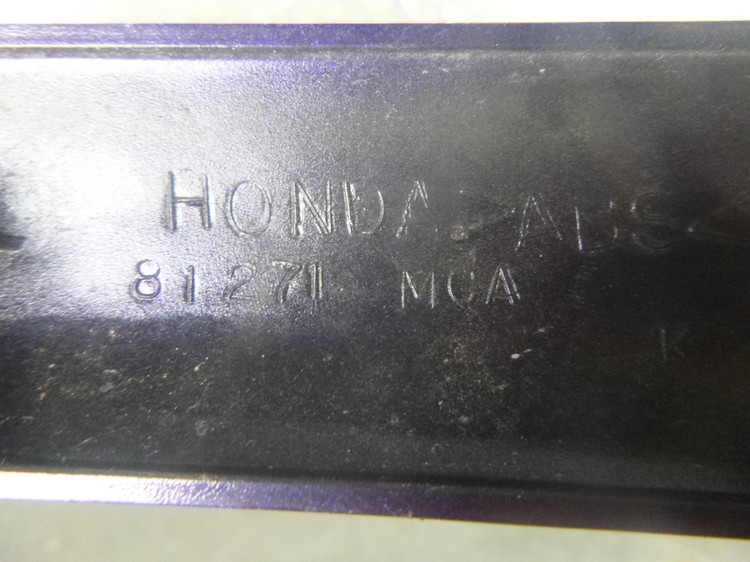 HONDA >ABS<
81271 MCA
K